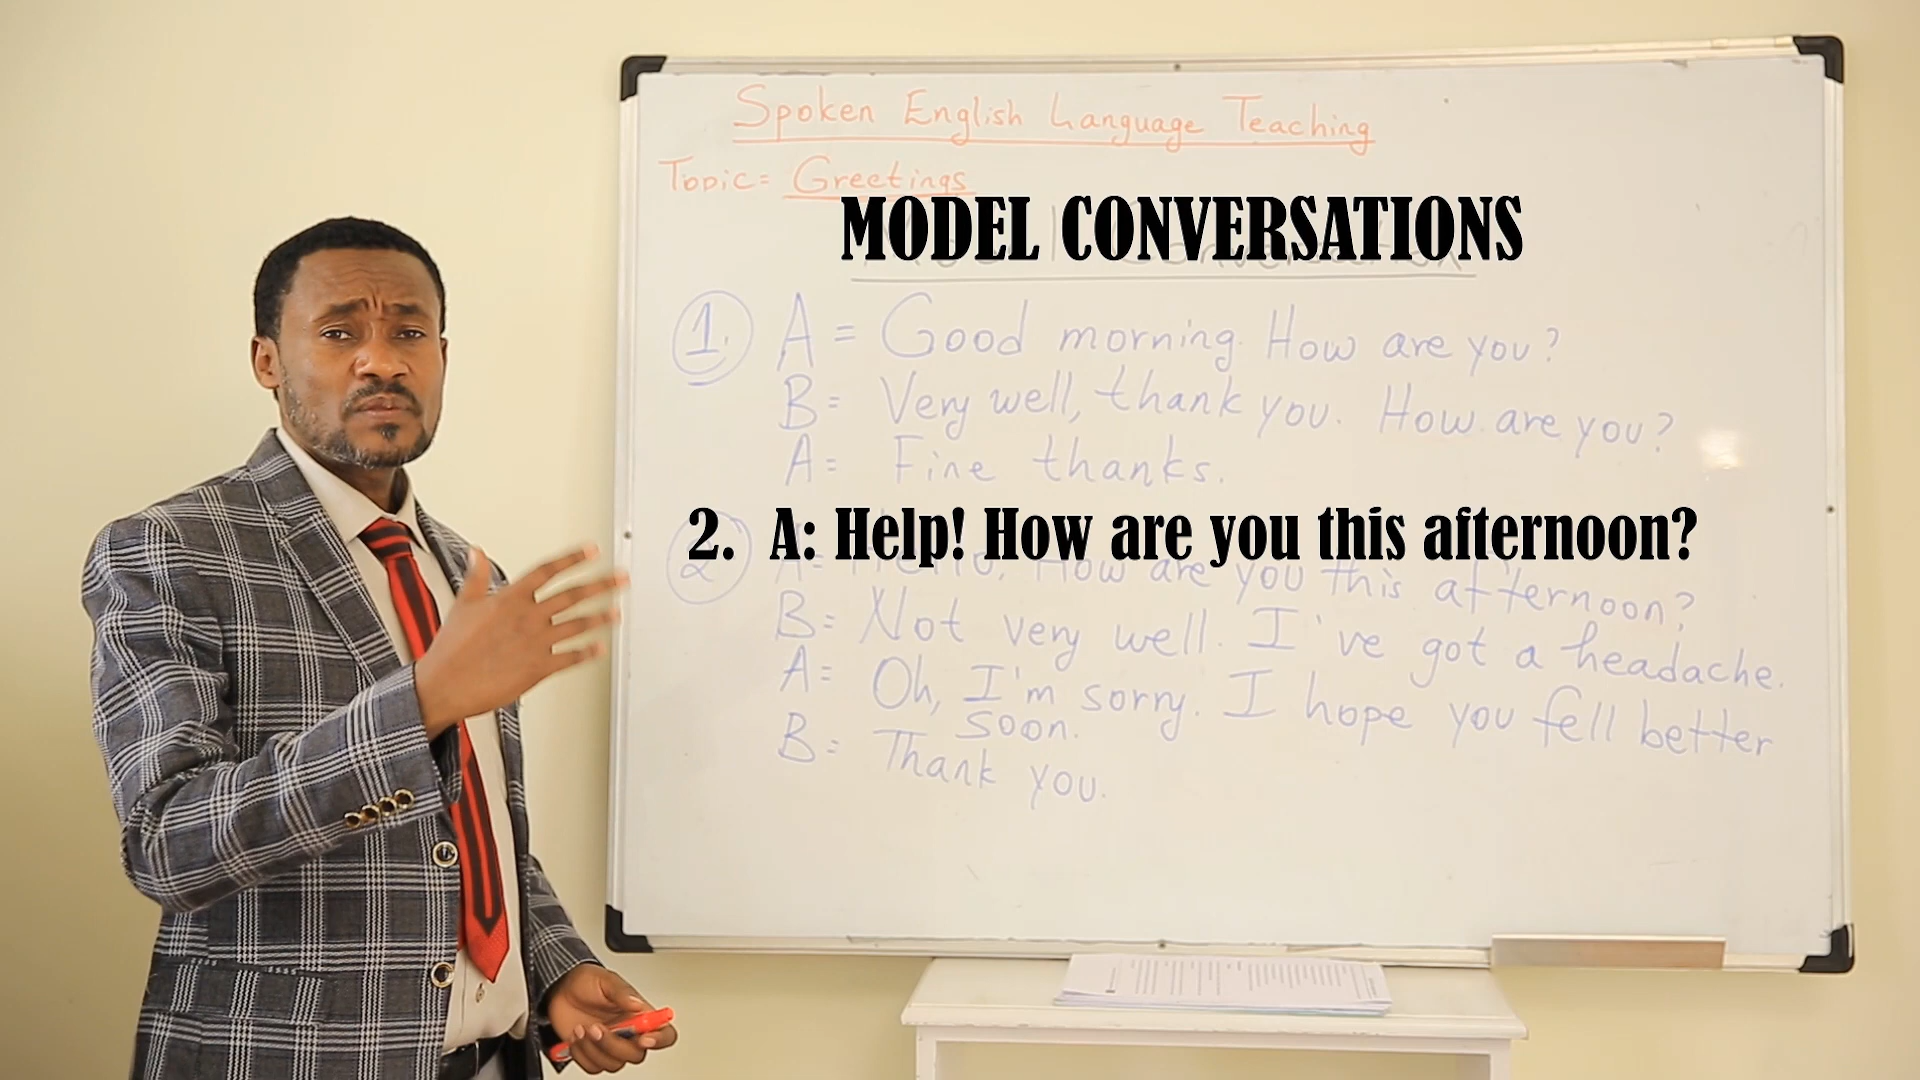 Spoken English Language Teaching
Topic= Greetings
MODEL CONVERSATIONS
Model Conversation
1. A= Good morning. How are you?
B= Very well, thank you. How are you?
A= Fine thanks.
2. A: Help! How are you this afternoon?
2 A= Hello, How are you this afternoon?
B= Not very well. I've got a headache.
A= Oh, I'm sorry. I hope you fell better
soon.
B= Thank you.